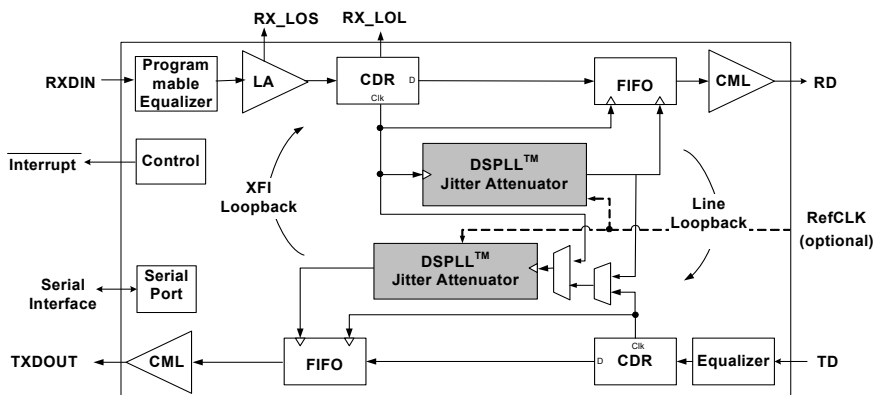 RX_LOS
RX_LOL
RXDIN
Program
mable
Equalizer
LA
CDR
D
Clk
FIFO
CML
RD
Interrupt
Control
DSPLL™
Jitter Attenuator
XFI
Loopback
Line
Loopback
RefCLK
(optional)
DSPLL™
Jitter Attenuator
Serial
Interface
Serial
Port
TXDOUT
CML
FIFO
D
Clk
CDR
Equalizer
TD